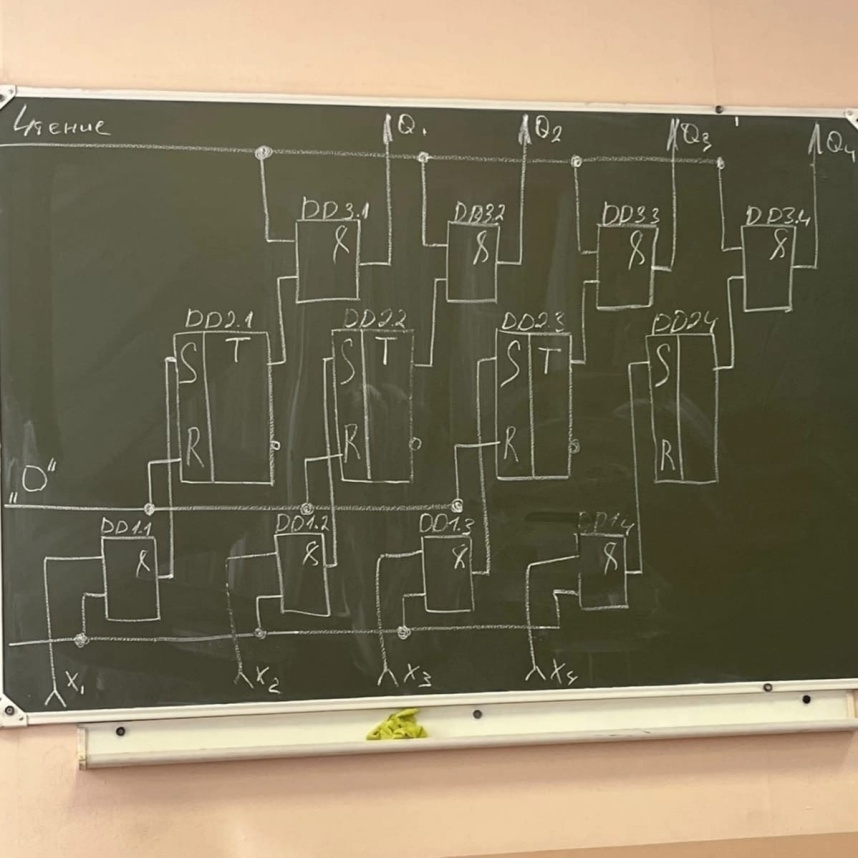 Чтение
Q1 Q2 Q3 Q4
DD3.1 DD3.2 DD3.3 DD3.4
& & & &
DD2.1 DD2.2 DD2.3 DD2.4
S T S T S T S
R R R R
„0"
DD1.1 DD1.2 DD1.3 DD1.4
& & & &
X1 X2 X3 X4